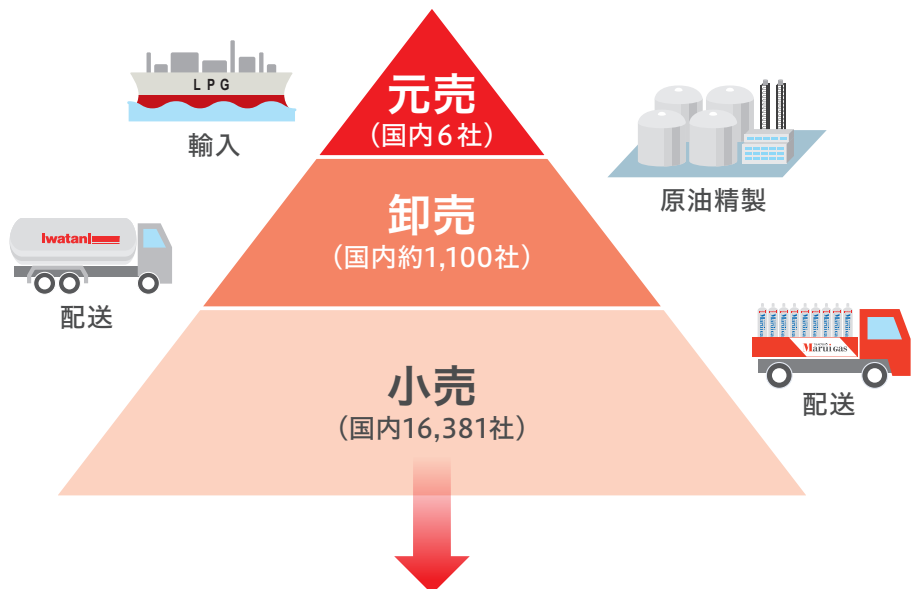 LPG
輸入
元売
（国内6社）
原油精製
Iwatani
配送
卸売
（国内約1,100社）
MaruiGas
配送
小売
（国内16,381社）